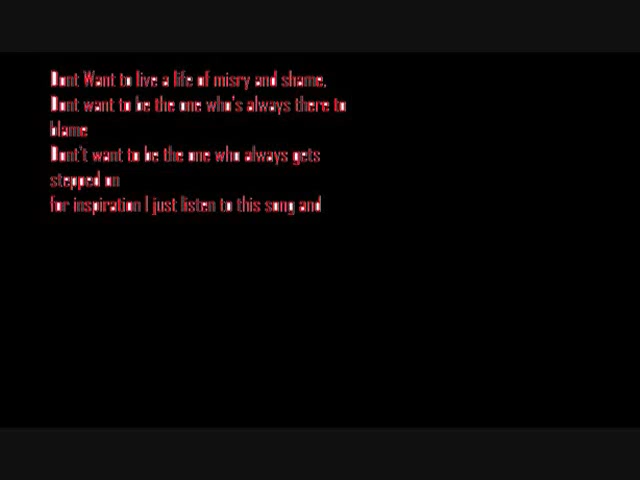 Dont Want to live a life of misry and shame.
Dont want to be the one who's always there to
blame
Don't want to be the one who always gets
stepped on
for inspiration I just listen to this song and